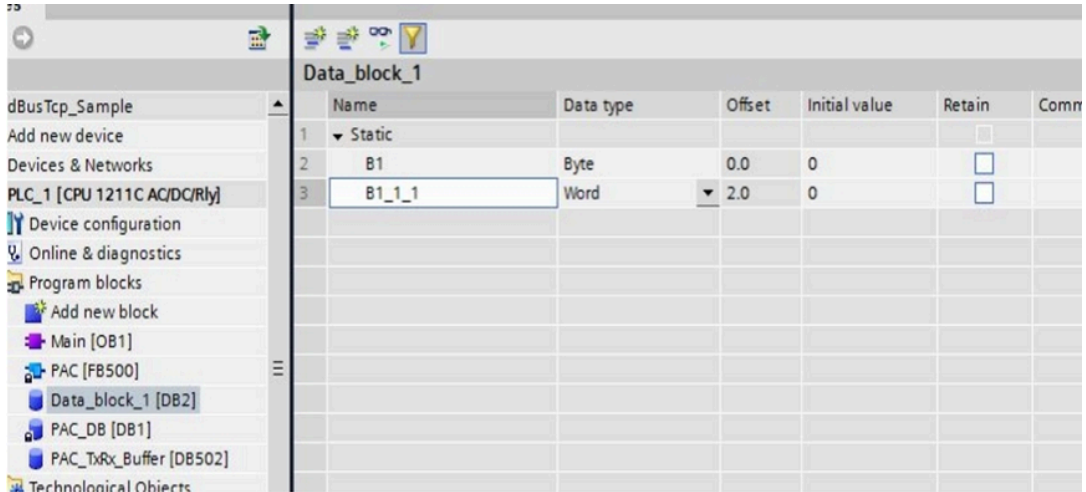 Data_block_1
dBusTcp_Sample
Add new device
Devices & Networks
PLC_1 [CPU 1211C AC/DC/Rly]
Device configuration
Online & diagnostics
Program blocks
Add new block
Main [OB1]
PAC [FB500]
Data_block_1 [DB2]
PAC_DB [DB1]
PAC_TxRx_Buffer [DB502]
Technological Objects
Name Data type Offset Initial value Retain Comm
1 Static
2 B1 Byte 0.0 0
3 B1_1_1 Word 2.0 0